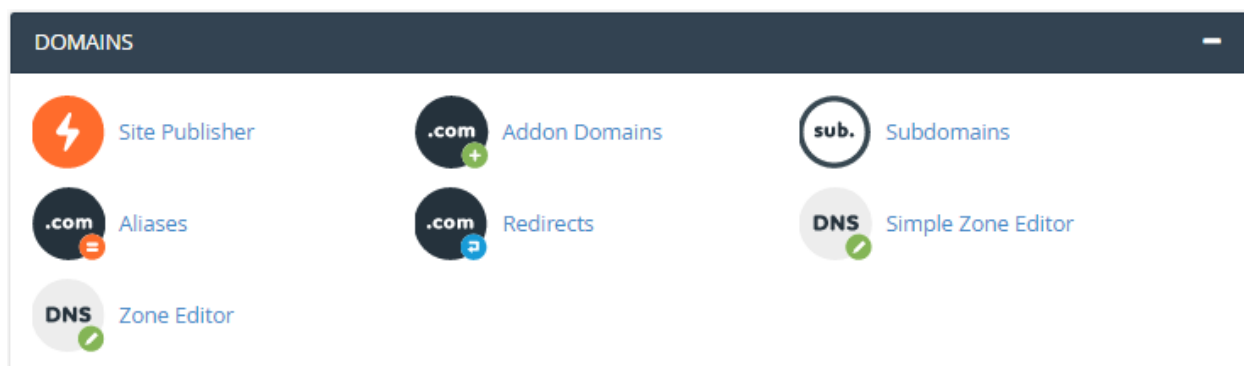 DOMAINS
Site Publisher
.com Addon Domains
sub. Subdomains
.com Aliases
.com Redirects
DNS Simple Zone Editor
DNS Zone Editor